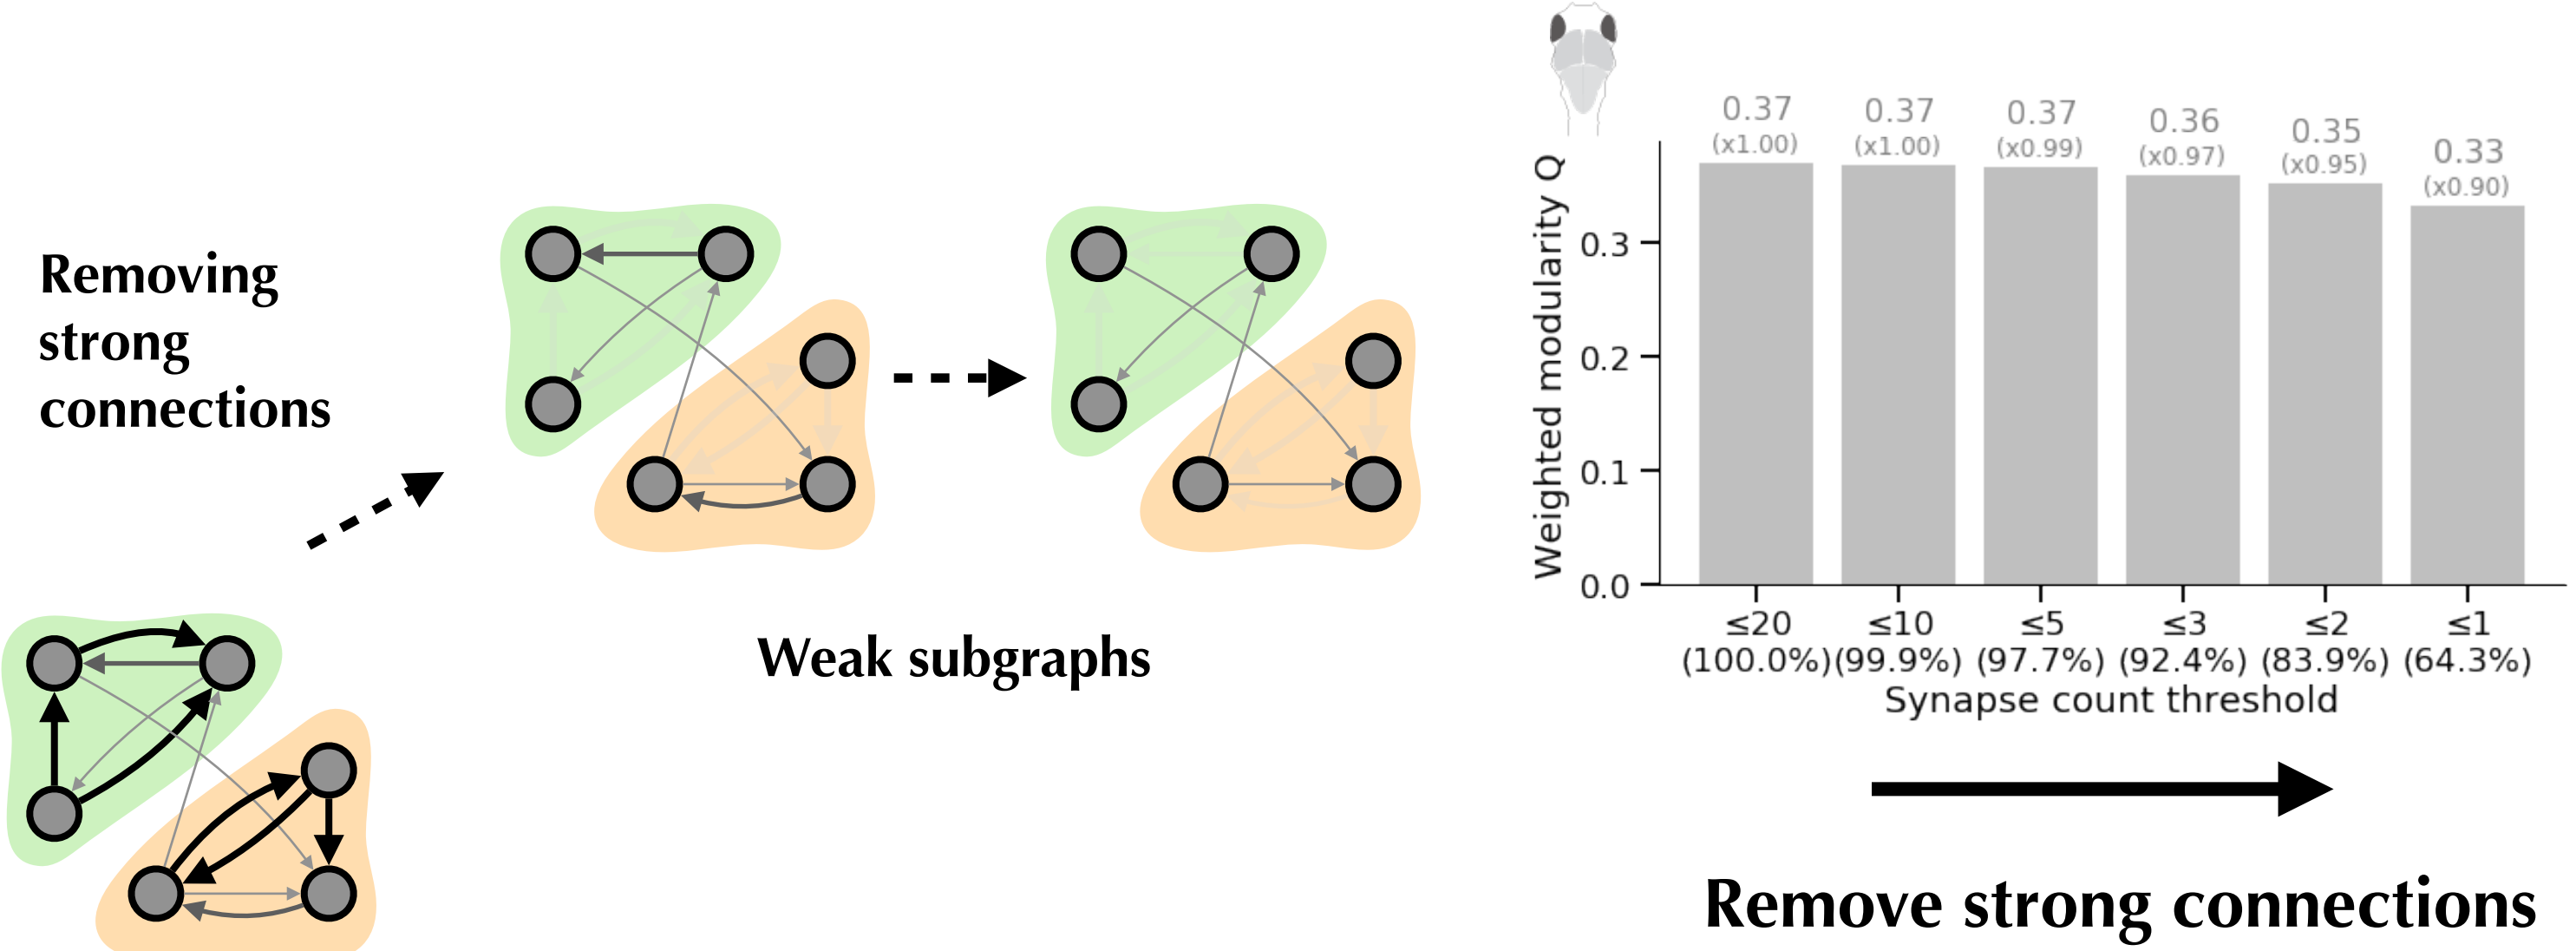 Removing
strong
connections
Weak subgraphs
0.37
(x1.00)
0.37
(x1.00)
0.37
(x0.99)
0.36
(x0.97)
0.35
(x0.95)
0.33
(x0.90)
Weighted modularity Q
0.3
0.2
0.1
0.0
≤20 ≤10 ≤5 ≤3 ≤2 ≤1
(100.0%) (99.9%) (97.7%) (92.4%) (83.9%) (64.3%)
Synapse count threshold
Remove strong connections